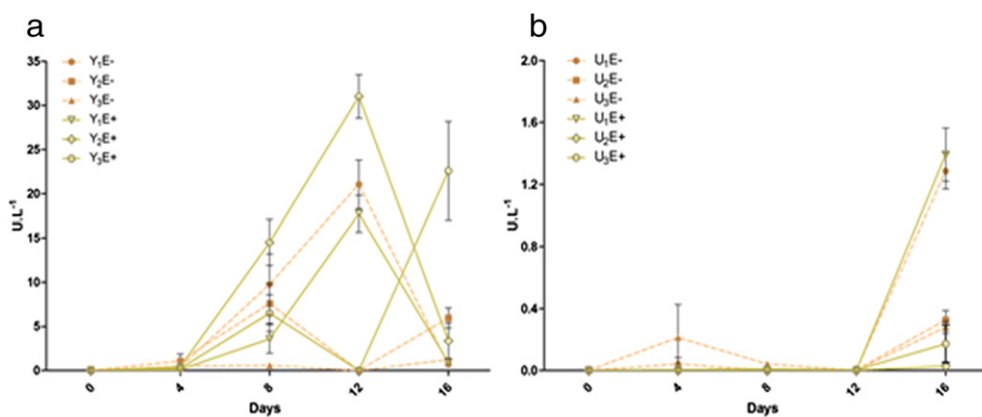 a
Y₁E-
Y₂E-
Y₃E-
Y₁E+
Y₂E+
Y₃E+
35
30
25
20
15
10
5
0
U.L⁻¹
0 4 8 12 16
Days
b
U₁E-
U₂E-
U₃E-
U₁E+
U₂E+
U₃E+
2.0
1.6
1.2
0.8
0.4
0.0
U.L⁻¹
0 4 8 12 16
Days